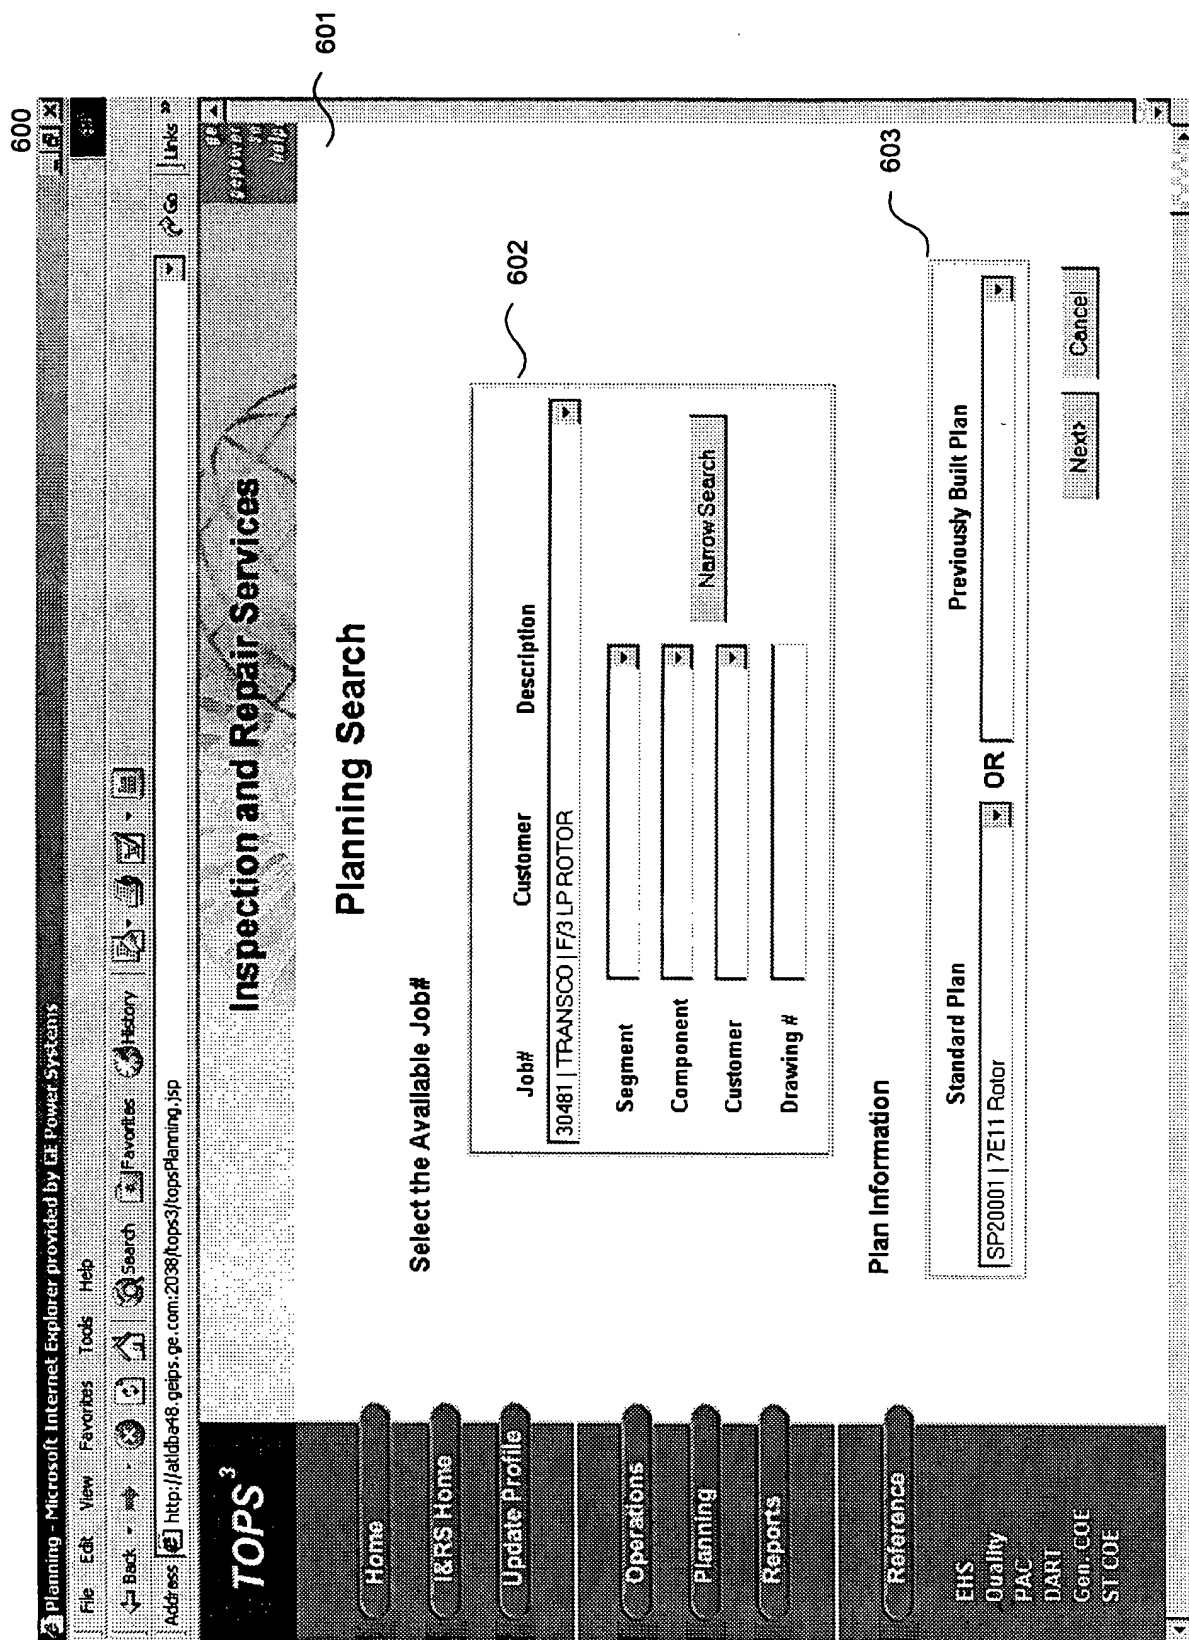 600
Planning - Microsoft Internet Explorer provided by GE Power Systems
File Edit View Favorites Tools Help
Back Search Favorites History
Address http://atldba48.geips.ge.com:2038/tops3/topsPlanning.jsp Go Links »
TOPS3
Inspection and Repair Services
GE
help
601
Home
I&RS Home
Update Profile
Operations
Planning
Reports
Reference
EHS
Quality
PAC
DART
Gen. COE
ST COE
Planning Search
Select the Available Job#
602
Job# Customer Description
30481 | TRANSCO | F/3 LP ROTOR
Segment
Component
Customer
Drawing #
Narrow Search
Plan Information
603
Standard Plan Previously Built Plan
SP20001 | 7E11 Rotor OR
Next> Cancel